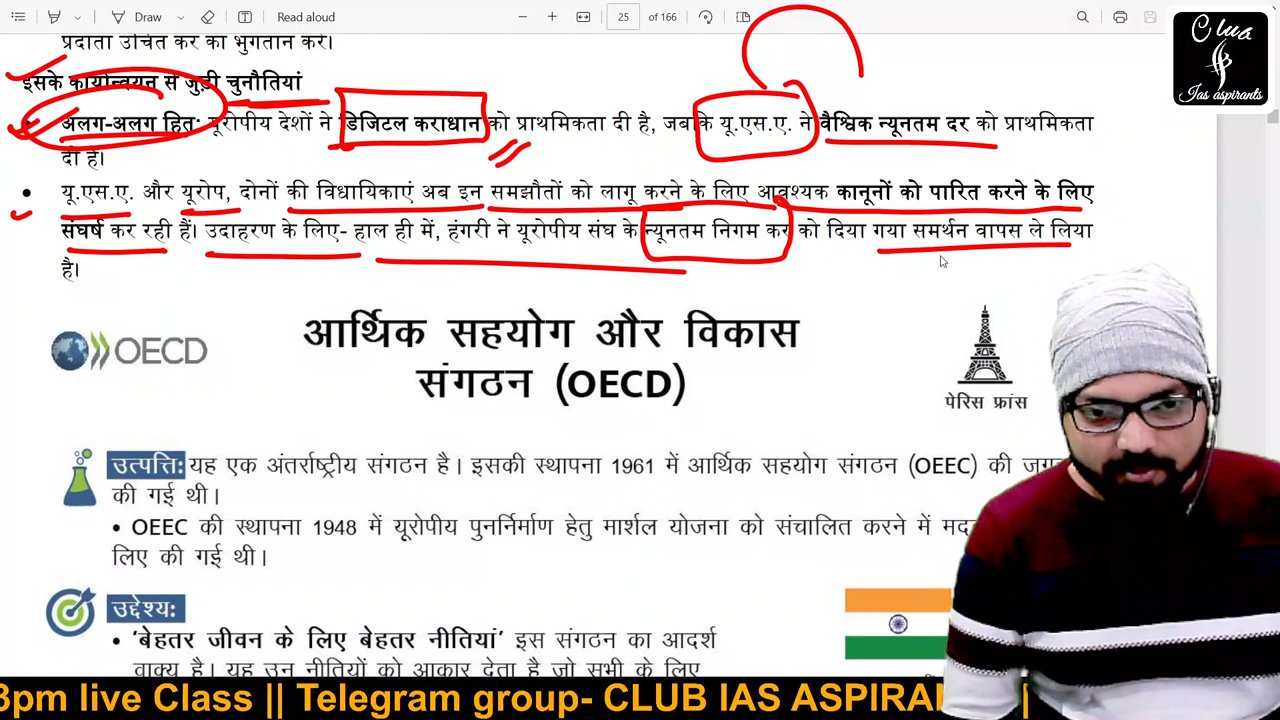 Draw
Read aloud
25
of 166
Clua
Ias aspirants
प्रदाता उचित कर का भुगतान करें।
इसके कार्यान्वयन से जुड़ी चुनौतियां
• अलग-अलग हित: यूरोपीय देशों ने डिजिटल कराधान को प्राथमिकता दी है, जबकि यू.एस.ए. ने वैश्विक न्यूनतम दर को प्राथमिकता
दी है।
• यू.एस.ए. और यूरोप, दोनों की विधायिकाएं अब इन समझौतों को लागू करने के लिए आवश्यक कानूनों को पारित करने के लिए
संघर्ष कर रही हैं। उदाहरण के लिए- हाल ही में, हंगरी ने यूरोपीय संघ के न्यूनतम निगम कर को दिया गया समर्थन वापस ले लिया
है।
OECD
आर्थिक सहयोग और विकास
संगठन (OECD)
पेरिस फ्रांस
उत्पत्ति: यह एक अंतर्राष्ट्रीय संगठन है। इसकी स्थापना 1961 में आर्थिक सहयोग संगठन (OEEC) की
की गई थी।
• OEEC की स्थापना 1948 में यूरोपीय पुनर्निर्माण हेतु मार्शल योजना को संचालित करने में
लिए की गई थी।
उद्देश्य:
• 'बेहतर जीवन के लिए बेहतर नीतियां' इस संगठन का आदर्श
वाक्य है। यह उन नीतियों को आकार देता है जो सभी के लिए
8pm live Class || Telegram group- CLUB IAS ASPIRAN